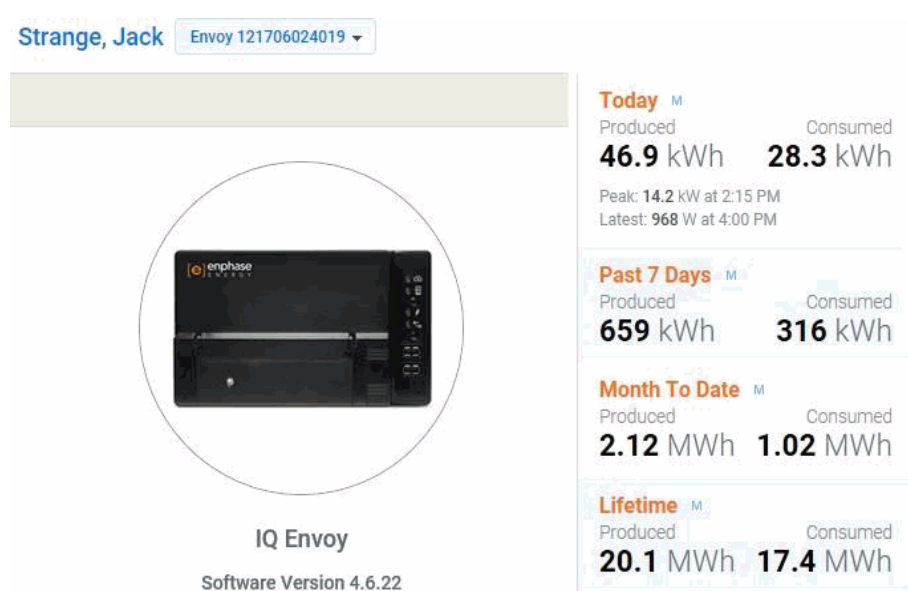 Strange, Jack
Envoy 121706024019
Today M
Produced Consumed
46.9 kWh 28.3 kWh
Peak: 14.2 kW at 2:15 PM
Latest: 968 W at 4:00 PM
enphase
ENERGY
Past 7 Days M
Produced Consumed
659 kWh 316 kWh
Month To Date M
Produced Consumed
2.12 MWh 1.02 MWh
Lifetime M
Produced Consumed
20.1 MWh 17.4 MWh
IQ Envoy
Software Version 4.6.22